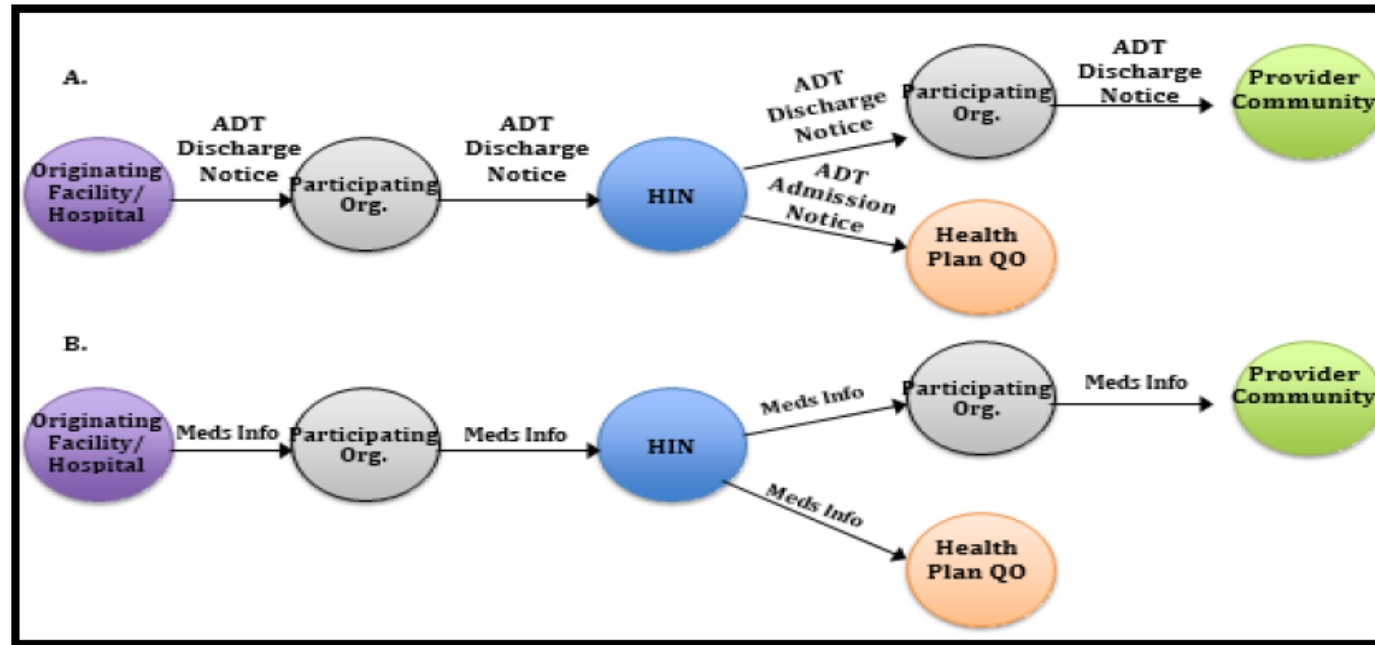 A.
Originating
Facility/
Hospital
ADT
Discharge
Notice
Participating
Org.
ADT
Discharge
Notice
HIN
ADT
Discharge
Notice
Participating
Org.
ADT
Discharge
Notice
Provider
Community
ADT
Admission
Notice
Health
Plan QO
B.
Originating
Facility/
Hospital
Meds Info
Participating
Org.
Meds Info
HIN
Meds Info
Participating
Org.
Meds Info
Provider
Community
Meds Info
Health
Plan QO